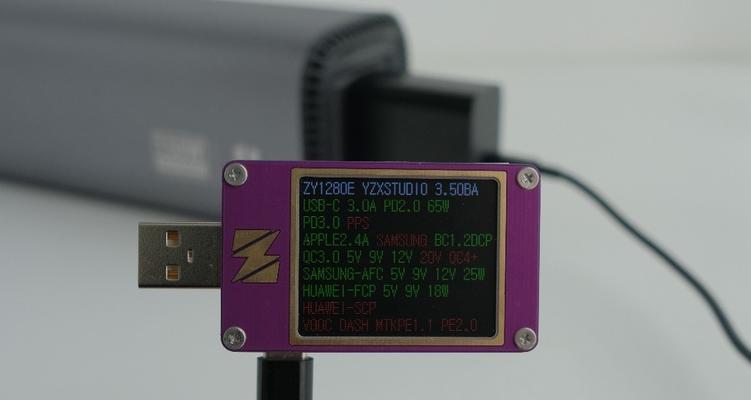 ZY1280E YZXSTUDIO 3.50BA
USB-C 3.0A PD2.0 65W
PD3.0 PPS
APPLE2.4A SAMSUNG BC1.2DCP
QC3.0 5V 9V 12V 20V QC4+
SAMSUNG-AFC 5V 9V 12V 25W
HUAWEI-FCP 5V 9V 18W
HUAWEI-SCP
VOOC DASH MTKPE1.1 PE2.0